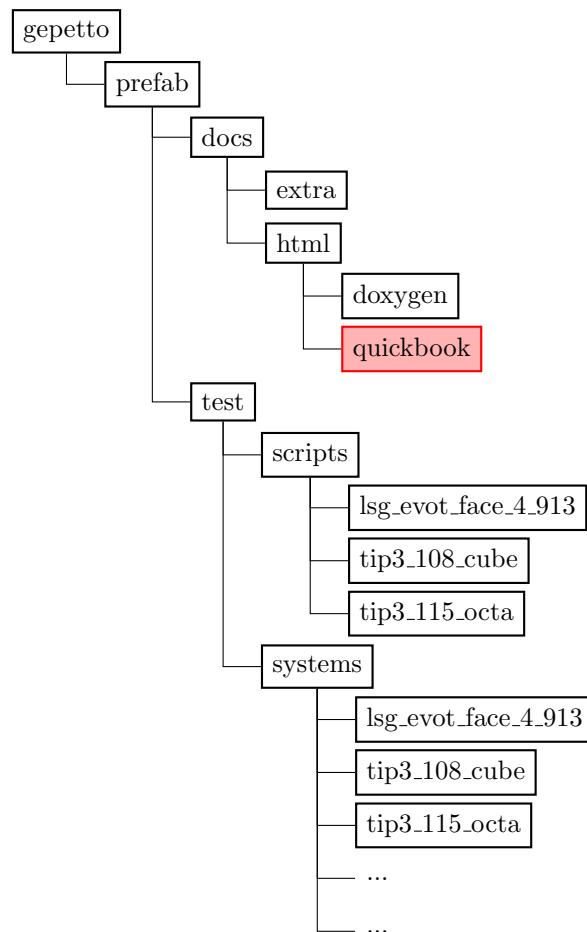 gepetto
prefab
docs
extra
html
doxygen
quickbook
test
scripts
lsg_evot_face_4_913
tip3_108_cube
tip3_115_octa
systems
lsg_evot_face_4_913
tip3_108_cube
tip3_115_octa
...
...